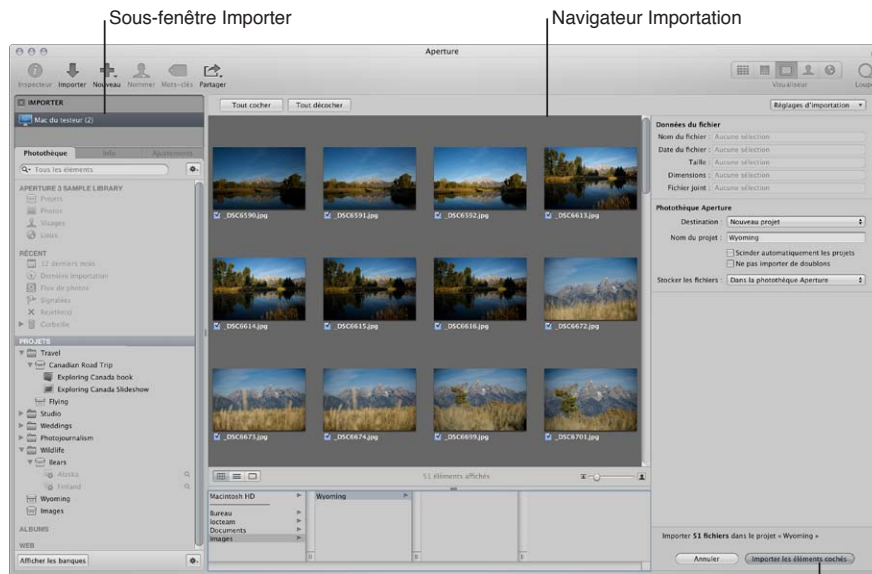 Sous-fenêtre Importer
Navigateur Importation
Aperture
Inspecteur Importer Nouveau Nommer Mots-clés Partager
Visualiseur
Loupe
IMPORTER
Tout cocher
Tout décocher
Réglages d'importation
Mac du testeur (2)
Photothèque
Info
Ajustements
Tous les éléments
APERTURE 3 SAMPLE LIBRARY
Projets
Photos
Visages
Lieux
RÉCENT
12 derniers mois
Dernière importation
Flux de photos
Signalées
Rejetée(s)
Corbeille
PROJETS
Travel
Canadian Road Trip
Exploring Canada book
Exploring Canada Slideshow
Flying
Studio
Weddings
Photojournalism
Wildlife
Bears
Alaska
Finland
Wyoming
Images
ALBUMS
WEB
Afficher les banques
_DSC6590.jpg
_DSC6591.jpg
_DSC6592.jpg
_DSC6613.jpg
_DSC6614.jpg
_DSC6615.jpg
_DSC6616.jpg
_DSC6672.jpg
_DSC6673.jpg
_DSC6674.jpg
_DSC6699.jpg
_DSC6701.jpg
51 éléments affichés
Macintosh HD
Bureau
locteam
Documents
Images
Wyoming
Données du fichier
Nom du fichier : Aucune sélection
Date du fichier : Aucune sélection
Taille : Aucune sélection
Dimensions : Aucune sélection
Fichier joint : Aucune sélection
Photothèque Aperture
Destination : Nouveau projet
Nom du projet : Wyoming
Scinder automatiquement les projets
Ne pas importer de doublons
Stocker les fichiers : Dans la photothèque Aperture
Importer 51 fichiers dans le projet « Wyoming »
Annuler
Importer les éléments cochés